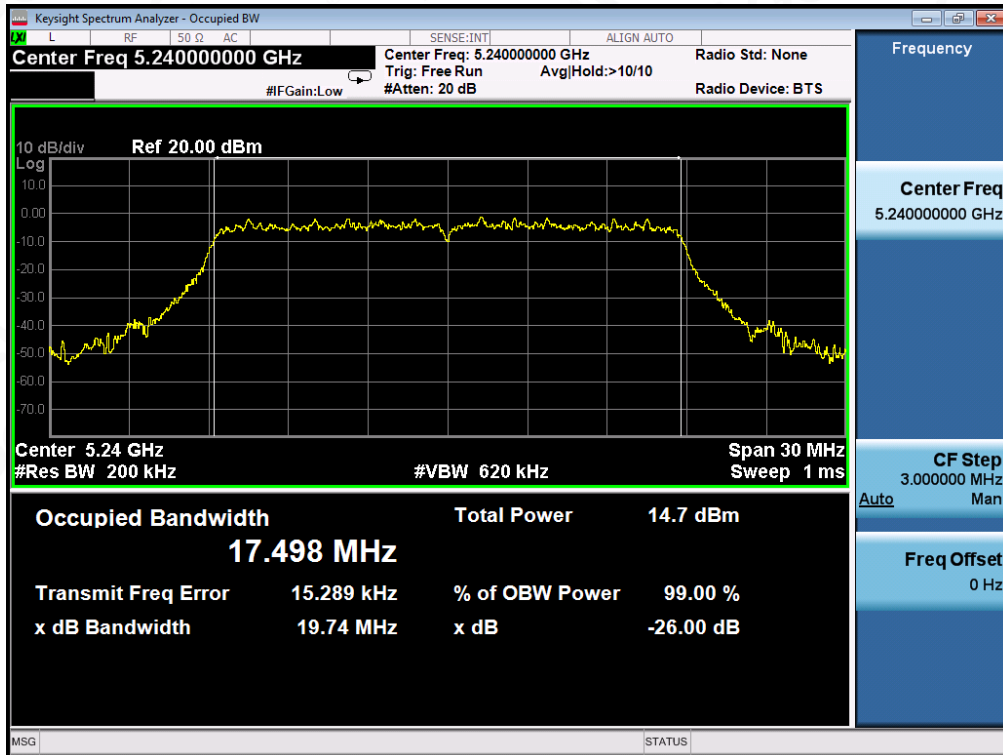 Keysight Spectrum Analyzer - Occupied BW
LXI L RF 50 Ω AC SENSE:INT ALIGN AUTO
Center Freq 5.240000000 GHz
Center Freq: 5.240000000 GHz Radio Std: None
Trig: Free Run Avg|Hold:>10/10
#IFGain:Low #Atten: 20 dB Radio Device: BTS
10 dB/div Ref 20.00 dBm
Log
10.0
0.00
-10.0
-20.0
-30.0
-40.0
-50.0
-60.0
-70.0
Center 5.24 GHz Span 30 MHz
#Res BW 200 kHz #VBW 620 kHz Sweep 1 ms
Occupied Bandwidth Total Power 14.7 dBm
17.498 MHz
Transmit Freq Error 15.289 kHz % of OBW Power 99.00 %
x dB Bandwidth 19.74 MHz x dB -26.00 dB
MSG STATUS
Frequency
Center Freq
5.240000000 GHz
CF Step
3.000000 MHz
Auto Man
Freq Offset
0 Hz